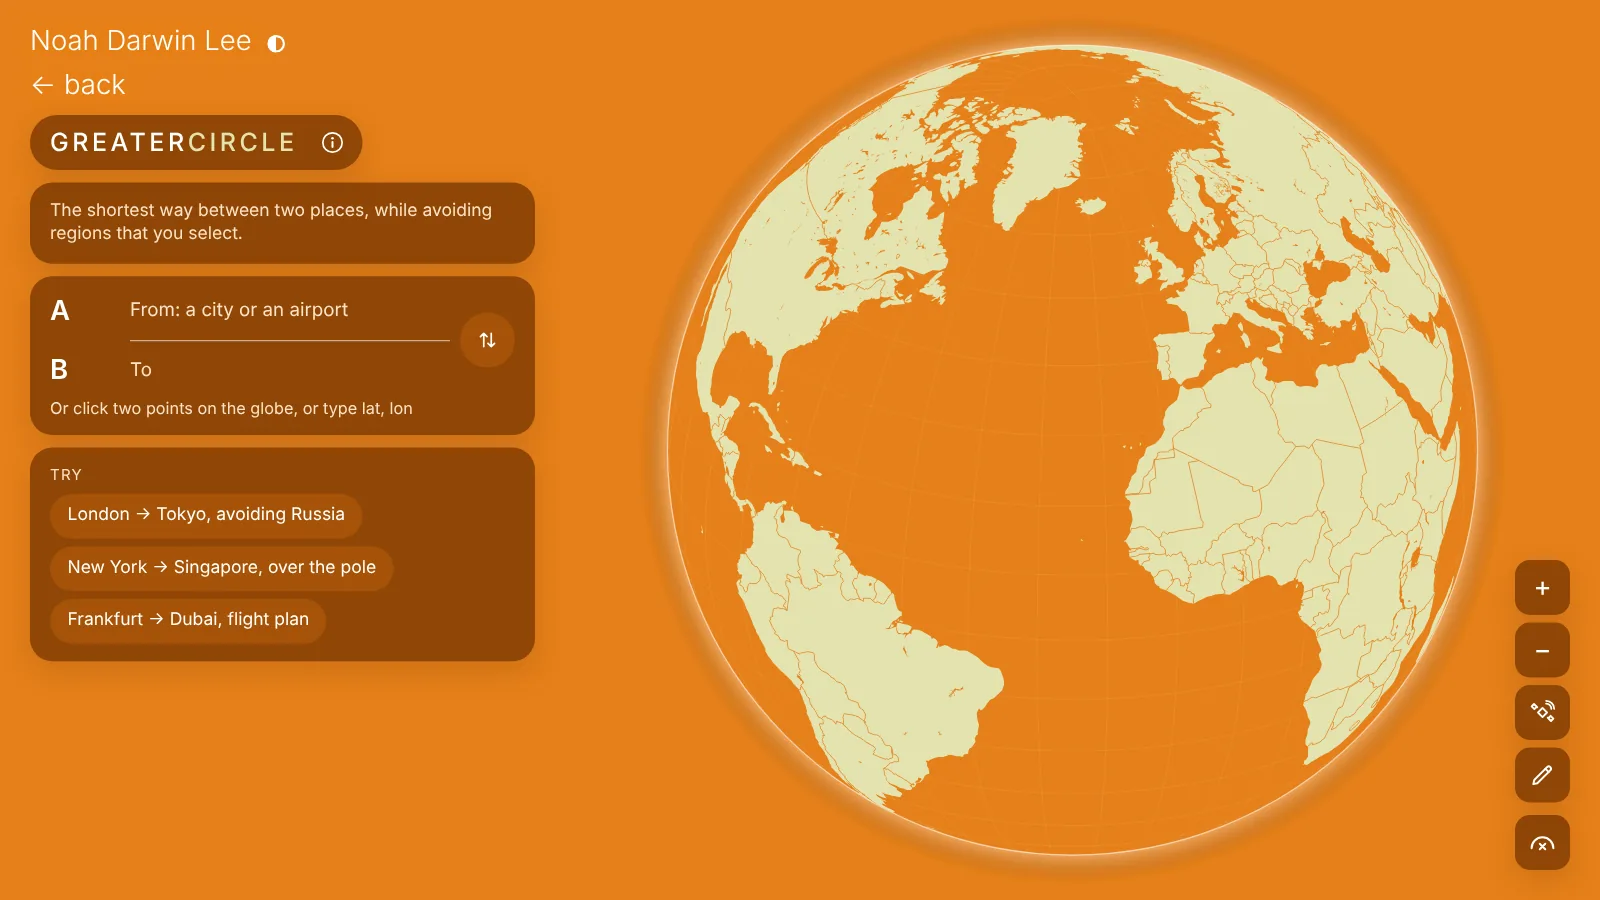 Noah Darwin Lee
← back
GREATERCIRCLE
The shortest way between two places, while avoiding
regions that you select.
A From: a city or an airport
B To
Or click two points on the globe, or type lat, lon
TRY
London → Tokyo, avoiding Russia
New York → Singapore, over the pole
Frankfurt → Dubai, flight plan